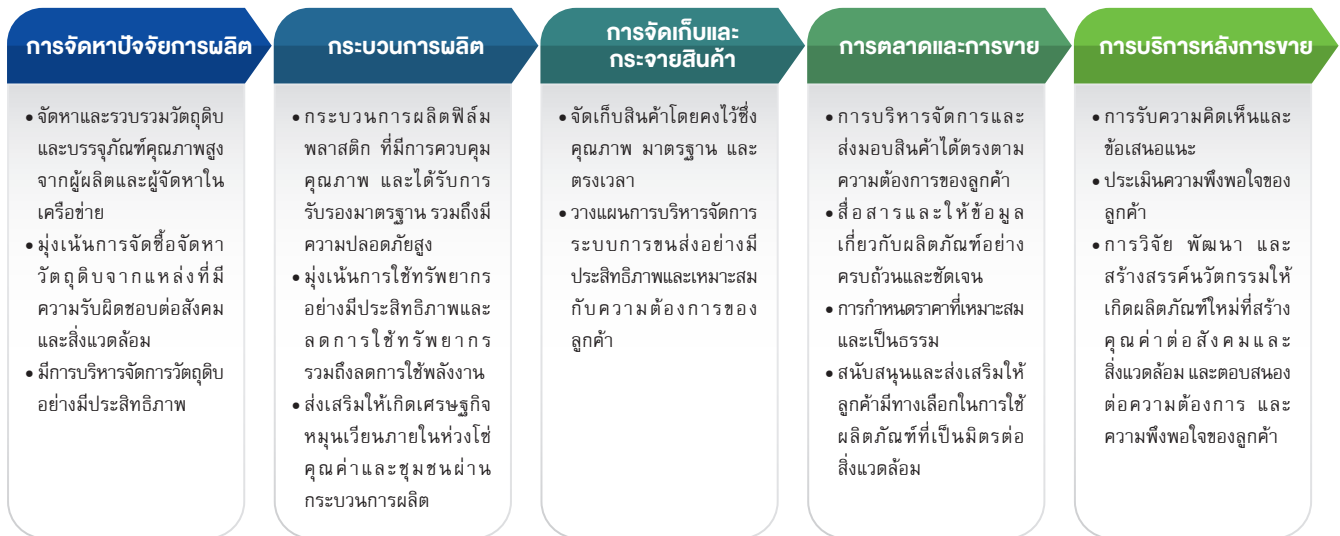 การจัดหาปัจจัยการผลิต
• จัดหาและรวบรวมวัตถุดิบ
และบรรจุภัณฑ์คุณภาพสูง
จากผู้ผลิตและผู้จัดหาใน
เครือข่าย
• มุ่งเน้นการจัดซื้อจัดหา
วัตถุดิบจากแหล่งที่มี
ความรับผิดชอบต่อสังคม
และสิ่งแวดล้อม
• มีการบริหารจัดการวัตถุดิบ
อย่างมีประสิทธิภาพ
กระบวนการผลิต
• กระบวนการผลิตฟิล์ม
พลาสติก ที่มีการควบคุม
คุณภาพ และได้รับการ
รับรองมาตรฐาน รวมถึงมี
ความปลอดภัยสูง
• มุ่งเน้นการใช้ทรัพยากร
อย่างมีประสิทธิภาพและ
ลดการใช้ทรัพยากร
รวมถึงลดการใช้พลังงาน
• ส่งเสริมให้เกิดเศรษฐกิจ
หมุนเวียนภายในห่วงโซ่
คุณค่าและชุมชนผ่าน
กระบวนการผลิต
การจัดเก็บและ
กระจายสินค้า
• จัดเก็บสินค้าโดยคงไว้ซึ่ง
คุณภาพ มาตรฐาน และ
ตรงเวลา
• วางแผนการบริหารจัดการ
ระบบการขนส่งอย่างมี
ประสิทธิภาพและเหมาะสม
กับความต้องการของ
ลูกค้า
การตลาดและการขาย
• การบริหารจัดการและ
ส่งมอบสินค้าได้ตรงตาม
ความต้องการของลูกค้า
• สื่อสารและให้ข้อมูล
เกี่ยวกับผลิตภัณฑ์อย่าง
ครบถ้วนและชัดเจน
• การกำหนดราคาที่เหมาะสม
และเป็นธรรม
• สนับสนุนและส่งเสริมให้
ลูกค้ามีทางเลือกในการใช้
ผลิตภัณฑ์ที่เป็นมิตรต่อ
สิ่งแวดล้อม
การบริการหลังการขาย
• การรับความคิดเห็นและ
ข้อเสนอแนะ
• ประเมินความพึงพอใจของ
ลูกค้า
• การวิจัย พัฒนา และ
สร้างสรรค์นวัตกรรมให้
เกิดผลิตภัณฑ์ใหม่ที่สร้าง
คุณค่าต่อสังคมและ
สิ่งแวดล้อม และตอบสนอง
ต่อความต้องการ และ
ความพึงพอใจของลูกค้า